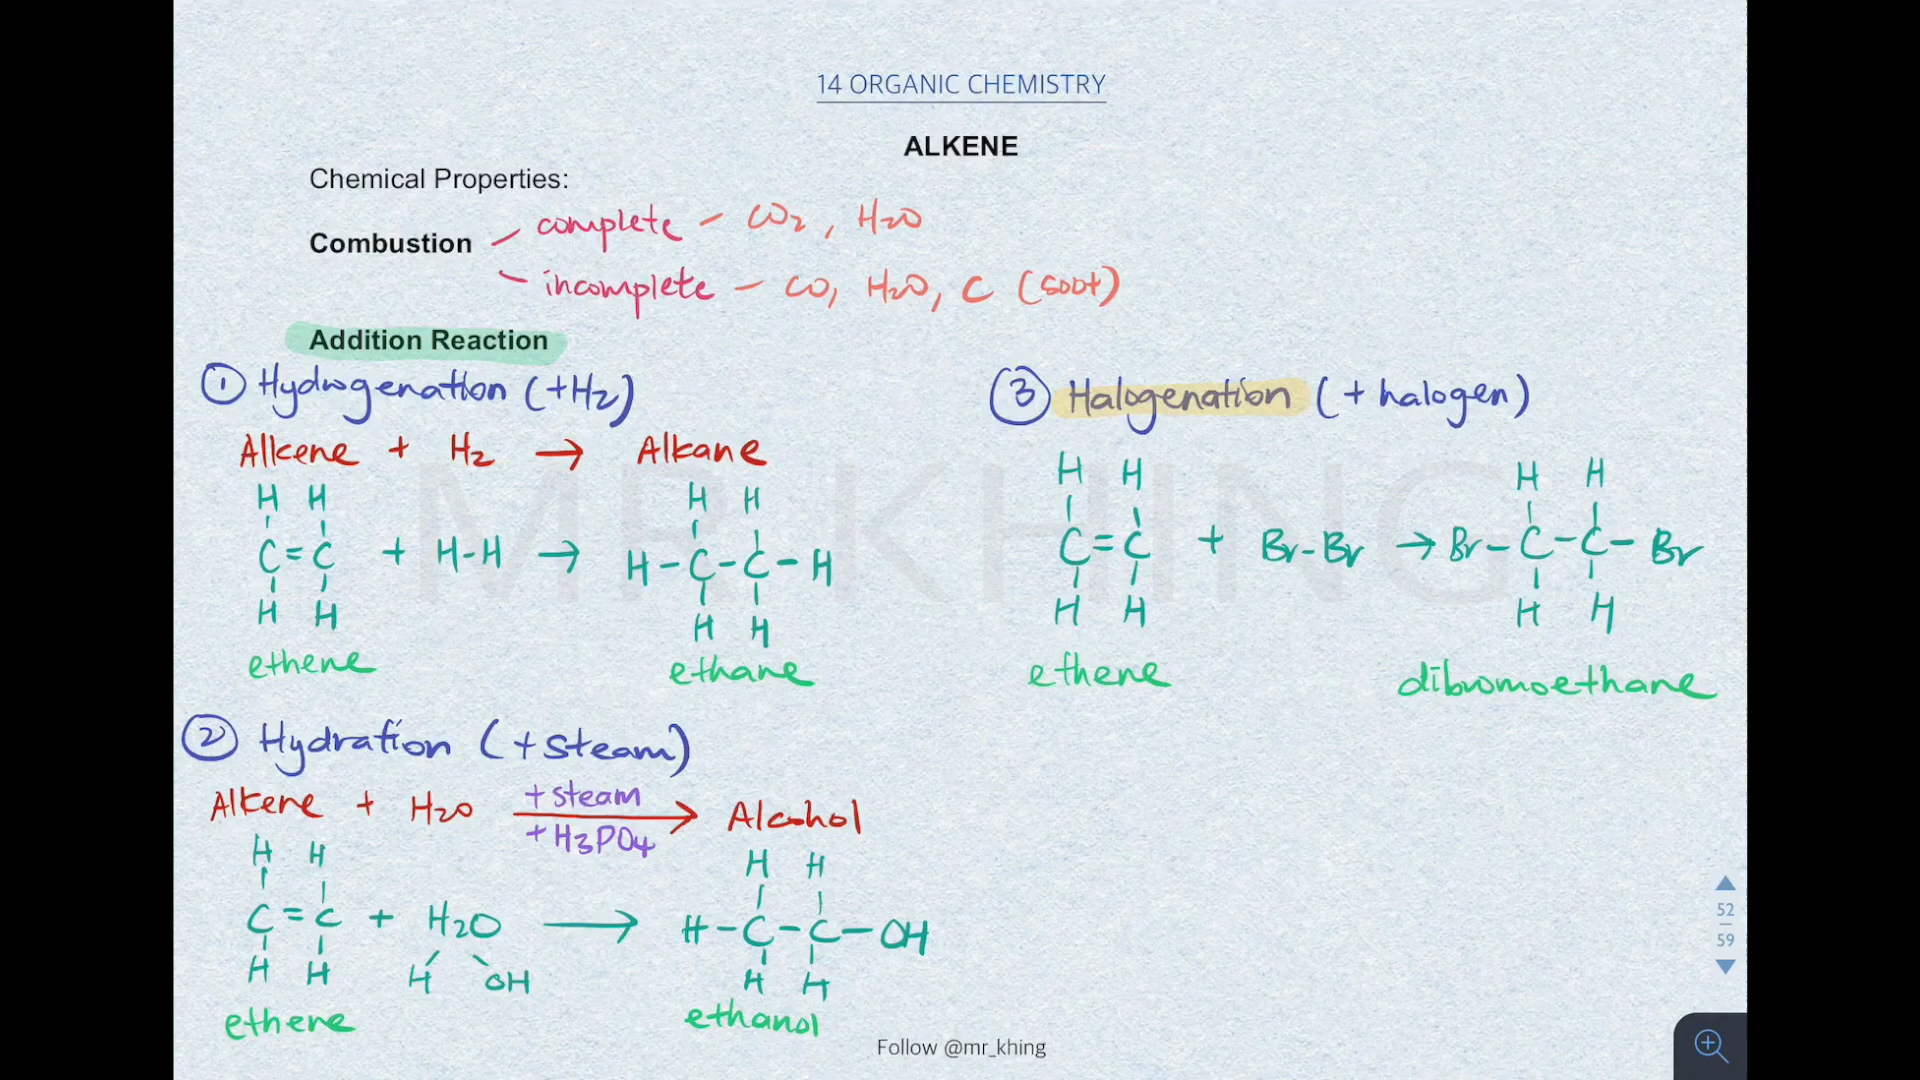 14 ORGANIC CHEMISTRY
ALKENE
Chemical Properties:
Combustion
complete - CO2, H2O
incomplete - CO, H2O, C (soot)
Addition Reaction
① Hydrogenation (+H2)
Alkene + H2 → Alkane
H H H H
C=C + H-H → H-C-C-H
H H H H
ethene ethane
② Hydration (+steam)
Alkene + H2O +steam +H3PO4 → Alcohol
H H H H
C=C + H2O → H-C-C-OH
H H H OH H H
ethene ethanol
③ Halogenation (+ halogen)
H H H H
C=C + Br-Br → Br-C-C-Br
H H H H
ethene dibromoethane
MR KHING
52
59
Follow @mr_khing